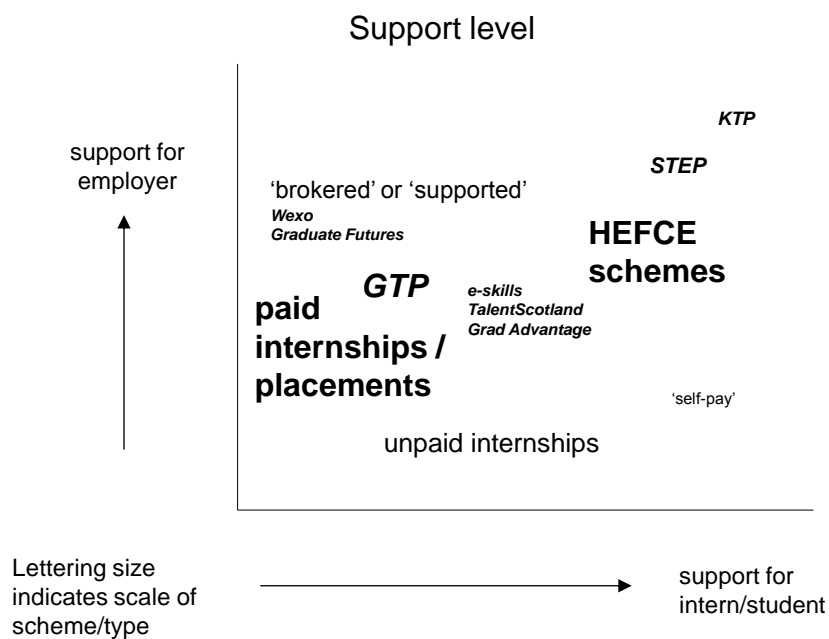 Support level
KTP
support for
employer
STEP
‘brokered’ or ‘supported’
Wexo
Graduate Futures
HEFCE
schemes
GTP
e-skills
TalentScotland
Grad Advantage
paid
internships /
placements
‘self-pay’
unpaid internships
Lettering size
indicates scale of
scheme/type
support for
intern/student